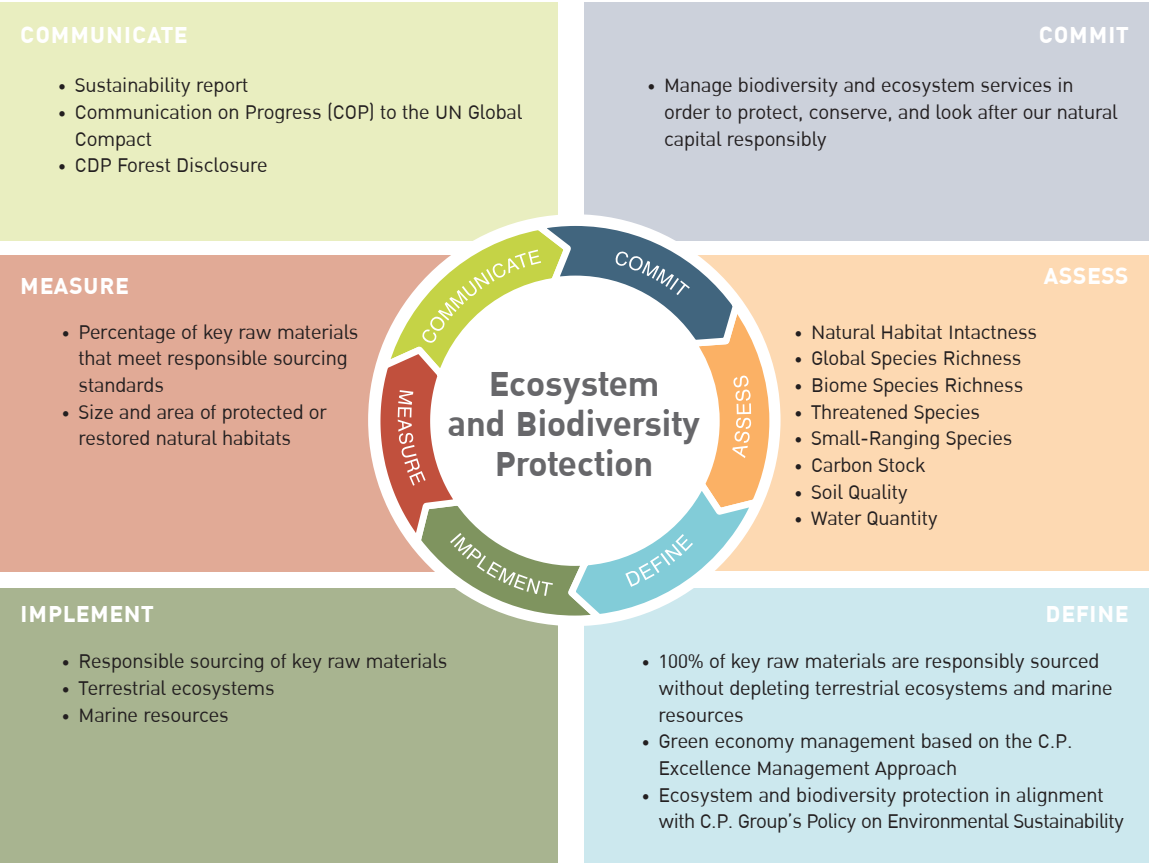 COMMUNICATE
• Sustainability report
• Communication on Progress (COP) to the UN Global
Compact
• CDP Forest Disclosure
COMMIT
• Manage biodiversity and ecosystem services in
order to protect, conserve, and look after our natural
capital responsibly
MEASURE
• Percentage of key raw materials
that meet responsible sourcing
standards
• Size and area of protected or
restored natural habitats
COMMUNICATE
COMMIT
ASSESS
DEFINE
IMPLEMENT
MEASURE
Ecosystem
and Biodiversity
Protection
ASSESS
• Natural Habitat Intactness
• Global Species Richness
• Biome Species Richness
• Threatened Species
• Small-Ranging Species
• Carbon Stock
• Soil Quality
• Water Quantity
IMPLEMENT
• Responsible sourcing of key raw materials
• Terrestrial ecosystems
• Marine resources
DEFINE
• 100% of key raw materials are responsibly sourced
without depleting terrestrial ecosystems and marine
resources
• Green economy management based on the C.P.
Excellence Management Approach
• Ecosystem and biodiversity protection in alignment
with C.P. Group's Policy on Environmental Sustainability